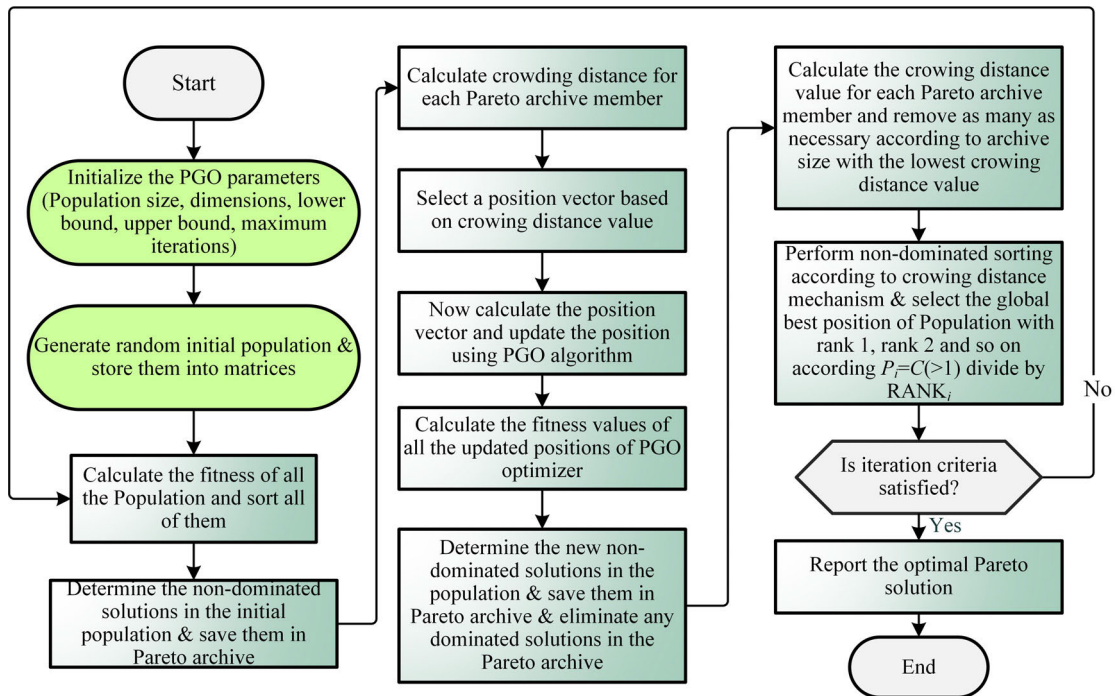 Start
Initialize the PGO parameters
(Population size, dimensions, lower
bound, upper bound, maximum
iterations)
Generate random initial population &
store them into matrices
Calculate the fitness of all
the Population and sort all
of them
Determine the non-dominated
solutions in the initial
population & save them in
Pareto archive
Calculate crowding distance for
each Pareto archive member
Select a position vector based
on crowing distance value
Now calculate the position
vector and update the position
using PGO algorithm
Calculate the fitness values of
all the updated positions of PGO
optimizer
Determine the new non-
dominated solutions in the
population & save them in
Pareto archive & eliminate any
dominated solutions in the
Pareto archive
Calculate the crowing distance
value for each Pareto archive
member and remove as many as
necessary according to archive
size with the lowest crowing
distance value
Perform non-dominated sorting
according to crowing distance
mechanism & select the global
best position of Population with
rank 1, rank 2 and so on
according Pi=C(>1) divide by
RANKi
No
Is iteration criteria
satisfied?
Yes
Report the optimal Pareto
solution
End